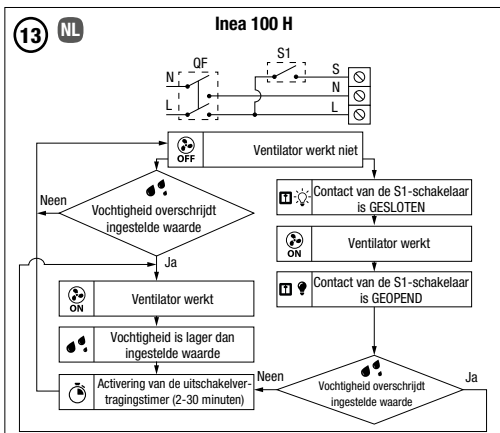 13 NL Inea 100 H
S1
QF
S
N
N
L
L
OFF
Ventilator werkt niet
Neen
Vochtigheid overschrijdt
ingestelde waarde
Ja
Contact van de S1-schakelaar
is GESLOTEN
ON
Ventilator werkt
Contact van de S1-schakelaar
is GEOPEND
ON
Ventilator werkt
Vochtigheid is lager dan
ingestelde waarde
Activering van de uitschakelver-
tragingstimer (2-30 minuten)
Neen
Vochtigheid overschrijdt
ingestelde waarde
Ja